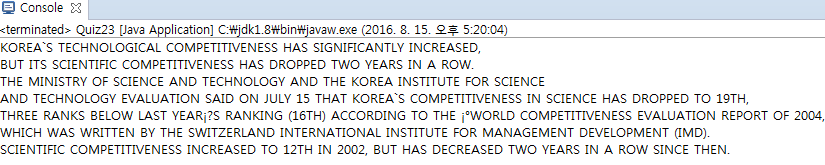 Console
<terminated> Quiz23 [Java Application] C:₩jdk1.8₩bin₩javaw.exe (2016. 8. 15. 오후 5:20:04)
KOREA`S TECHNOLOGICAL COMPETITIVENESS HAS SIGNIFICANTLY INCREASED,
BUT ITS SCIENTIFIC COMPETITIVENESS HAS DROPPED TWO YEARS IN A ROW.
THE MINISTRY OF SCIENCE AND TECHNOLOGY AND THE KOREA INSTITUTE FOR SCIENCE
AND TECHNOLOGY EVALUATION SAID ON JULY 15 THAT KOREA`S COMPETITIVENESS IN SCIENCE HAS DROPPED TO 19TH,
THREE RANKS BELOW LAST YEAR¡?S RANKING (16TH) ACCORDING TO THE ¡°WORLD COMPETITIVENESS EVALUATION REPORT OF 2004,
WHICH WAS WRITTEN BY THE SWITZERLAND INTERNATIONAL INSTITUTE FOR MANAGEMENT DEVELOPMENT (IMD).
SCIENTIFIC COMPETITIVENESS INCREASED TO 12TH IN 2002, BUT HAS DECREASED TWO YEARS IN A ROW SINCE THEN.